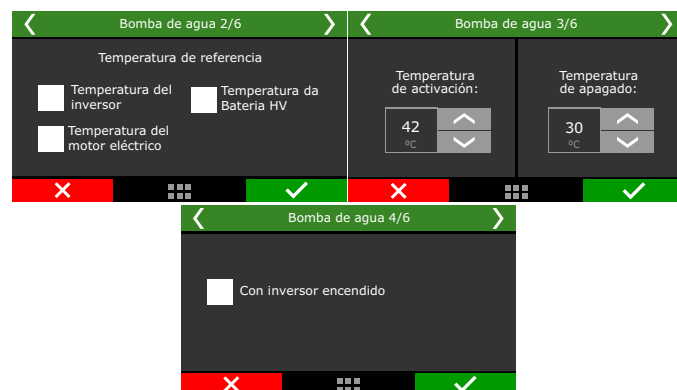 Bomba de agua 2/6
Temperatura de referencia
Temperatura del
inversor
Temperatura da
Bateria HV
Temperatura del
motor eléctrico
Bomba de agua 3/6
Temperatura
de activación:
42
ºC
Temperatura
de apagado:
30
ºC
Bomba de agua 4/6
Con inversor encendido